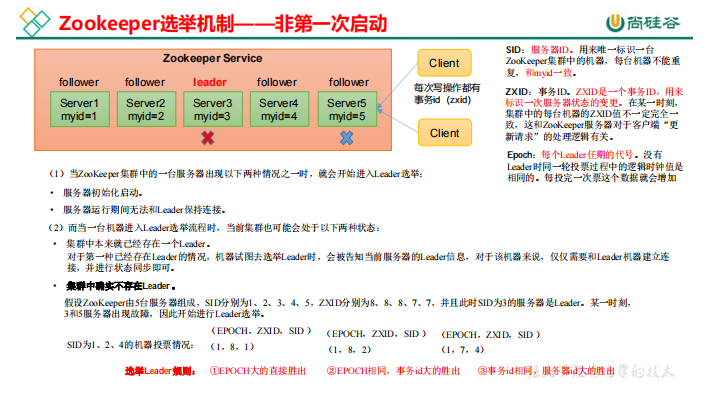 Zookeeper选举机制——非第一次启动
尚硅谷
Zookeeper Service
follower
follower
leader
follower
follower
Server1
myid=1
Server2
myid=2
Server3
myid=3
Server4
myid=4
Server5
myid=5
Client
每次写操作都有
事务id（zxid）
Client
SID：服务器ID。用来唯一标识一台
ZooKeeper集群中的机器，每台机器不能重
复，和myid一致。
ZXID：事务ID。ZXID是一个事务ID，用来
标识一次服务器状态的变更。在某一时刻，
集群中的每台机器的ZXID值不一定完全一
致，这和ZooKeeper服务器对于客户端“更
新请求”的处理逻辑有关。
Epoch：每个Leader任期的代号。没有
Leader时同一轮投票过程中的逻辑时钟值是
相同的。每投完一次票这个数据就会增加
（1）当ZooKeeper集群中的一台服务器出现以下两种情况之一时，就会开始进入Leader选举：
• 服务器初始化启动。
• 服务器运行期间无法和Leader保持连接。
（2）而当一台机器进入Leader选举流程时，当前集群也可能会处于以下两种状态：
• 集群中本来就已经存在一个Leader。
对于第一种已经存在Leader的情况，机器试图去选举Leader时，会被告知当前服务器的Leader信息，对于该机器来说，仅仅需要和Leader机器建立连
接，并进行状态同步即可。
• 集群中确实不存在Leader。
假设ZooKeeper由5台服务器组成，SID分别为1、2、3、4、5，ZXID分别为8、8、8、7、7，并且此时SID为3的服务器是Leader。某一时刻，
3和5服务器出现故障，因此开始进行Leader选举。
（EPOCH，ZXID，SID ）
（EPOCH，ZXID，SID ）
（EPOCH，ZXID，SID ）
SID为1、2、4的机器投票情况：
（1，8，1）
（1，8，2）
（1，7，4）
选举Leader规则：
①EPOCH大的直接胜出
②EPOCH相同，事务id大的胜出
③事务id相同，服务器id大的胜出